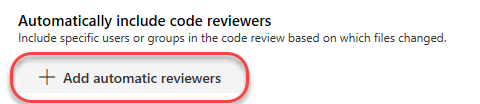 Automatically include code reviewers
Include specific users or groups in the code review based on which files changed.
+ Add automatic reviewers